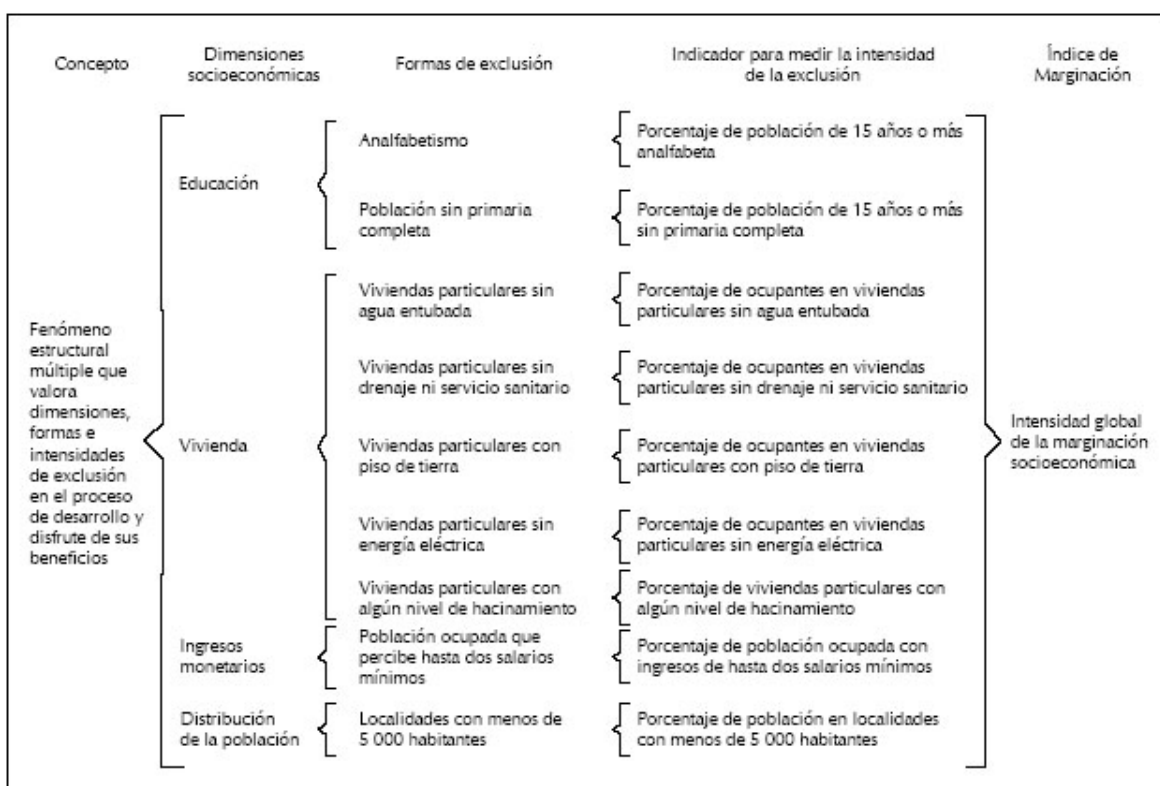 Concepto
Dimensiones
socioeconómicas
Formas de exclusión
Indicador para medir la intensidad
de la exclusión
Índice de
Marginación
Fenómeno
estructural
múltiple que
valora
dimensiones,
formas e
intensidades
de exclusión
en el proceso
de desarrollo y
disfrute de sus
beneficios
Educación
Analfabetismo
Porcentaje de población de 15 años o más
analfabeta
Población sin primaria
completa
Porcentaje de población de 15 años o más
sin primaria completa
Vivienda
Viviendas particulares sin
agua entubada
Porcentaje de ocupantes en viviendas
particulares sin agua entubada
Viviendas particulares sin
drenaje ni servicio sanitario
Porcentaje de ocupantes en viviendas
particulares sin drenaje ni servicio sanitario
Viviendas particulares con
piso de tierra
Porcentaje de ocupantes en viviendas
particulares con piso de tierra
Viviendas particulares sin
energía eléctrica
Porcentaje de ocupantes en viviendas
particulares sin energía eléctrica
Viviendas particulares con
algún nivel de hacinamiento
Porcentaje de viviendas particulares con
algún nivel de hacinamiento
Ingresos
monetarios
Población ocupada que
percibe hasta dos salarios
mínimos
Porcentaje de población ocupada con
ingresos de hasta dos salarios mínimos
Distribución
de la población
Localidades con menos de
5 000 habitantes
Porcentaje de población en localidades
con menos de 5 000 habitantes
Intensidad global
de la marginación
socioeconómica